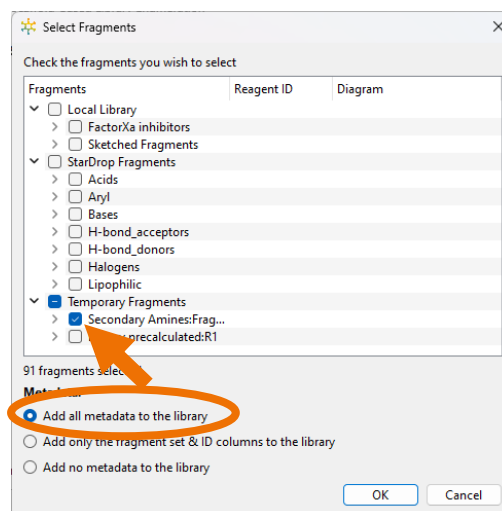 Select Fragments
Check the fragments you wish to select
Fragments Reagent ID Diagram
Local Library
FactorXa inhibitors
Sketched Fragments
StarDrop Fragments
Acids
Aryl
Bases
H-bond_acceptors
H-bond_donors
Halogens
Lipophilic
Temporary Fragments
Secondary Amines:Frag...
precalculated:R1
91 fragments
Add all metadata to the library
Add only the fragment set & ID columns to the library
Add no metadata to the library
OK Cancel